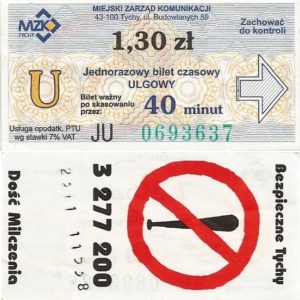 MIEJSKI ZARZĄD KOMUNIKACJI
43-100 Tychy, ul. Budowlanych 59
MZK
TYCHY
Zachować
do kontroli
1,30 zł
Jednorazowy bilet czasowy
ULGOWY
U
Bilet ważny
po skasowaniu
przez:
40 minut
Usługa opodatk. PTU
wg stawki 7% VAT
JU 0693637
Bezpieczne Tychy
3 277 200
Dość Milczenia